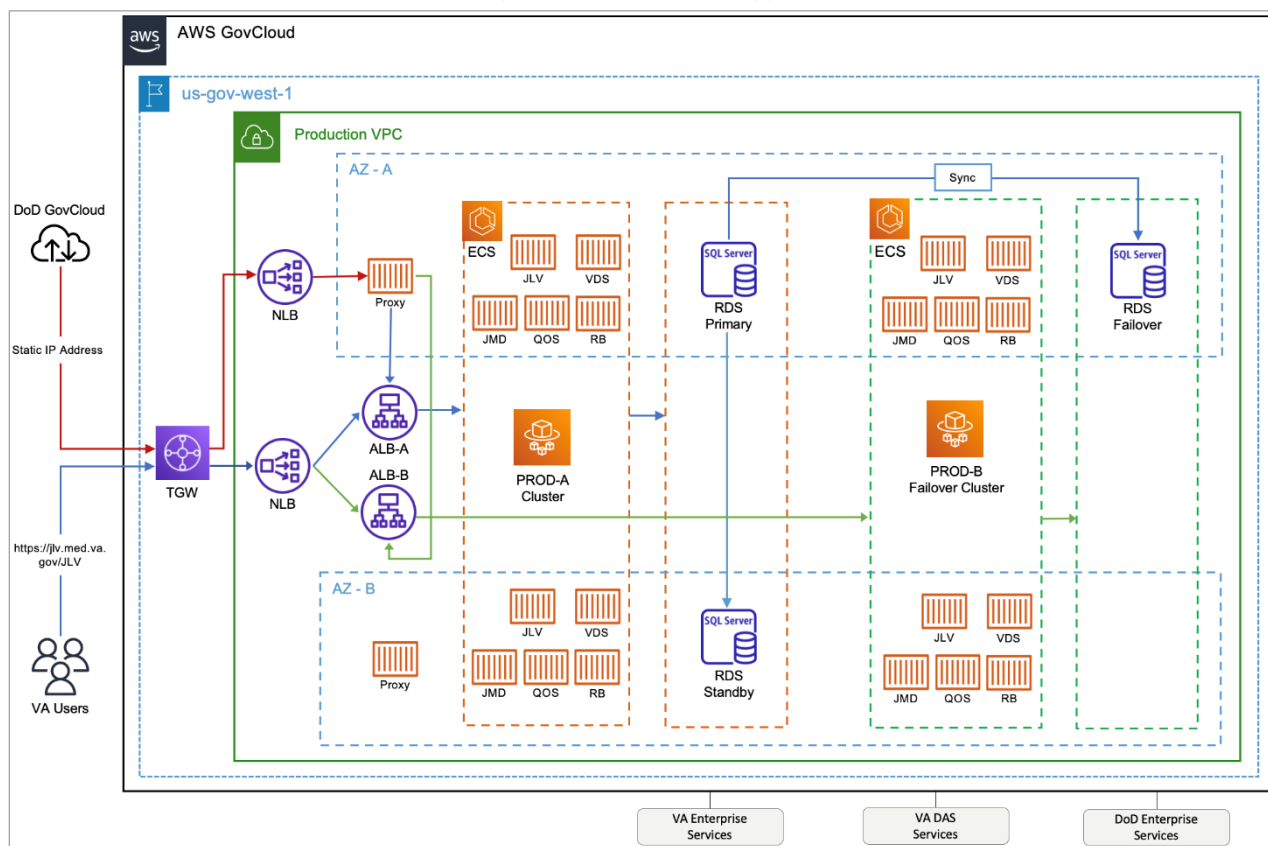 aws
AWS GovCloud
us-gov-west-1
Production VPC
AZ - A
Sync
DoD GovCloud
ECS
JLV
VDS
SQL Server
ECS
JLV
VDS
SQL Server
NLB
Proxy
RDS
Primary
RDS
Failover
JMD
QOS
RB
JMD
QOS
RB
Static IP Address
ALB-A
ALB-B
TGW
NLB
PROD-A
Cluster
PROD-B
Failover Cluster
https://jlv.med.va.
gov/JLV
AZ - B
JLV
VDS
SQL Server
JLV
VDS
Proxy
JMD
QOS
RB
RDS
Standby
JMD
QOS
RB
VA Users
VA Enterprise
Services
VA DAS
Services
DoD Enterprise
Services